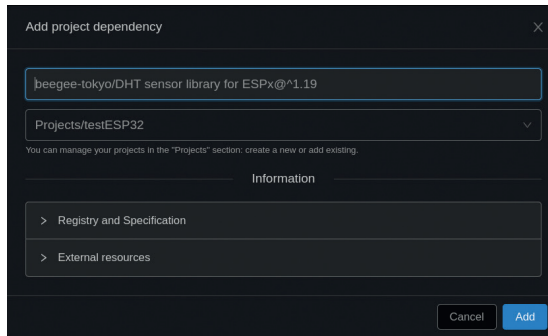 Add project dependency
beegee-tokyo/DHT sensor library for ESPx@^1.19
Projects/testESP32
You can manage your projects in the "Projects" section: create a new or add existing.
Information
Registry and Specification
External resources
Cancel
Add